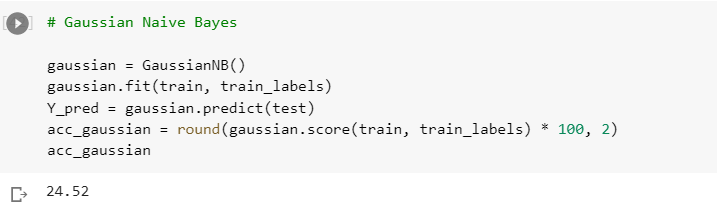 # Gaussian Naive Bayes
gaussian = GaussianNB()
gaussian.fit(train, train_labels)
Y_pred = gaussian.predict(test)
acc_gaussian = round(gaussian.score(train, train_labels) * 100, 2)
acc_gaussian
24.52